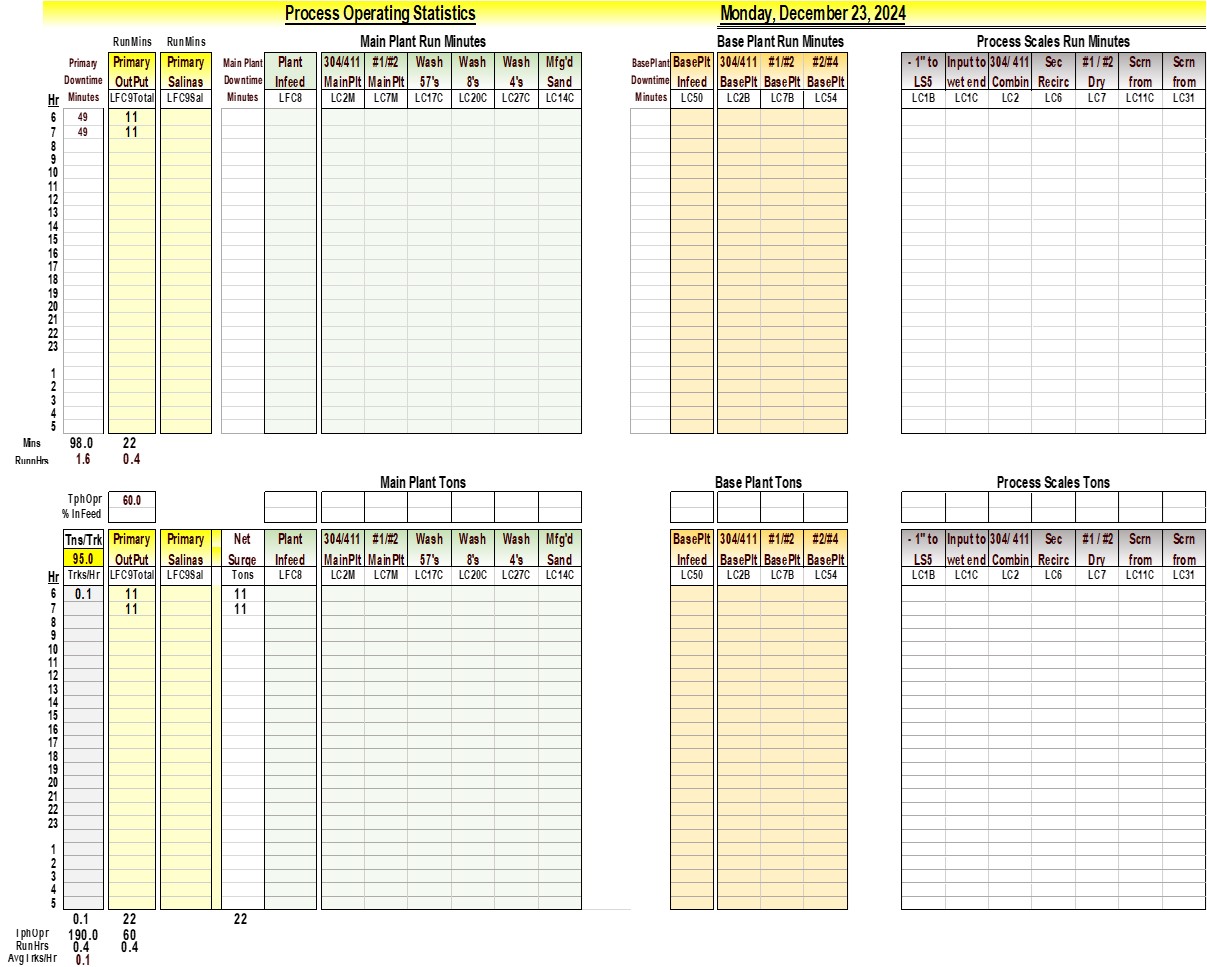 Process Operating Statistics Monday, December 23, 2024
RunMins RunMins Main Plant Run Minutes Base Plant Run Minutes Process Scales Run Minutes
Primary Primary Primary Main Plant Plant 304/411 #1/#2 Wash Wash Wash Mfg'd BasePlant BasePlt 304/411 #1/#2 #2/#4 - 1" to Input to 304/ 411 Sec #1 / #2 Scrn Scrn
Downtime OutPut Salinas Downtime Infeed MainPlt MainPlt 57's 8's 4's Sand Downtime Infeed BasePlt BasePlt BasePlt LS5 wet end Combin Recirc Dry from from
Hr Minutes LFC9Total LFC9Sal Minutes LFC8 LC2M LC7M LC17C LC20C LC27C LC14C Minutes LC50 LC2B LC7B LC54 LC1B LC1C LC2 LC6 LC7 LC11C LC31
6 49 11
7 49 11
8
9
10
11
12
13
14
15
16
17
18
19
20
21
22
23
1
2
3
4
5
Mins 98.0 22
RunnHrs 1.6 0.4
Main Plant Tons Base Plant Tons Process Scales Tons
TphOpr 60.0
% InFeed
Tns/Trk Primary Primary Net Plant 304/411 #1/#2 Wash Wash Wash Mfg'd BasePlt 304/411 #1/#2 #2/#4 - 1" to Input to 304/ 411 Sec #1 / #2 Scrn Scrn
95.0 OutPut Salinas Surge Infeed MainPlt MainPlt 57's 8's 4's Sand Infeed BasePlt BasePlt BasePlt LS5 wet end Combin Recirc Dry from from
Hr Trks/Hr LFC9Total LFC9Sal Tons LFC8 LC2M LC7M LC17C LC20C LC27C LC14C LC50 LC2B LC7B LC54 LC1B LC1C LC2 LC6 LC7 LC11C LC31
6 0.1 11 11
7 11 11
8
9
10
11
12
13
14
15
16
17
18
19
20
21
22
23
1
2
3
4
5
0.1 22 22
TphOpr 190.0 60
RunHrs 0.4 0.4
AvgTrks/Hr 0.1